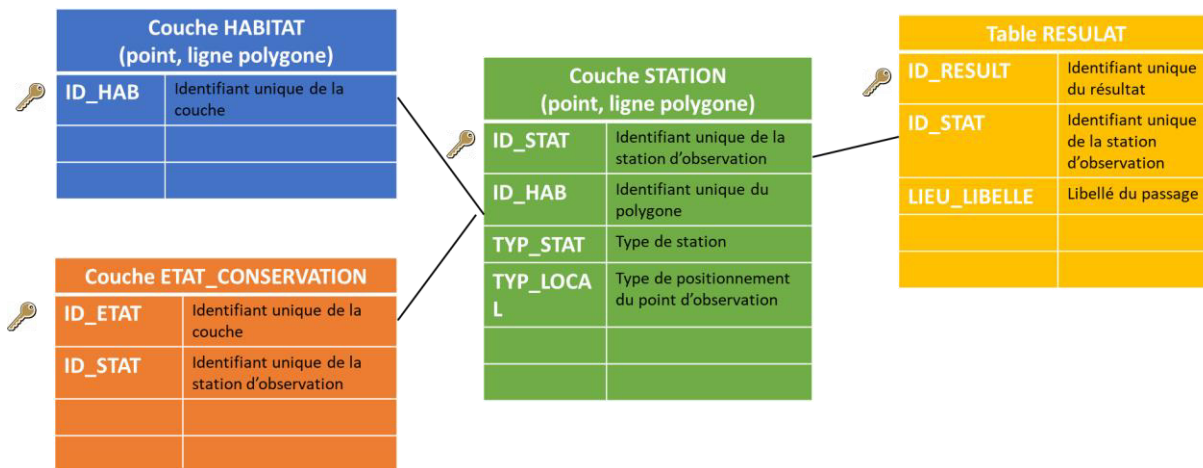 Couche HABITAT
(point, ligne polygone)
ID_HAB
Identifiant unique de la
couche
Couche ETAT_CONSERVATION
ID_ETAT
Identifiant unique de la
couche
ID_STAT
Identifiant unique de la
station d'observation
Couche STATION
(point, ligne polygone)
ID_STAT
Identifiant unique de la
station d'observation
ID_HAB
Identifiant unique du
polygone
TYP_STAT
Type de station
TYP_LOCA
L
Type de positionnement
du point d'observation
Table RESULAT
ID_RESULT
Identifiant unique
du résultat
ID_STAT
Identifiant unique
de la station
d'observation
LIEU_LIBELLE
Libellé du passage